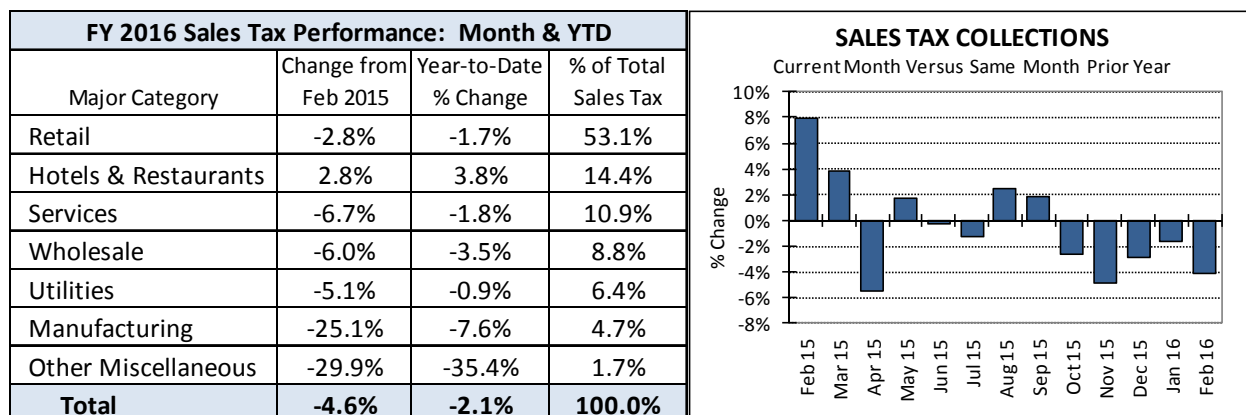 FY 2016 Sales Tax Performance: Month & YTD
Major Category Change from Feb 2015 Year-to-Date % Change % of Total Sales Tax
Retail -2.8% -1.7% 53.1%
Hotels & Restaurants 2.8% 3.8% 14.4%
Services -6.7% -1.8% 10.9%
Wholesale -6.0% -3.5% 8.8%
Utilities -5.1% -0.9% 6.4%
Manufacturing -25.1% -7.6% 4.7%
Other Miscellaneous -29.9% -35.4% 1.7%
Total -4.6% -2.1% 100.0%
SALES TAX COLLECTIONS
Current Month Versus Same Month Prior Year
% Change
10%
8%
6%
4%
2%
0%
-2%
-4%
-6%
-8%
Feb 15
Mar 15
Apr 15
May 15
Jun 15
Jul 15
Aug 15
Sep 15
Oct 15
Nov 15
Dec 15
Jan 16
Feb 16